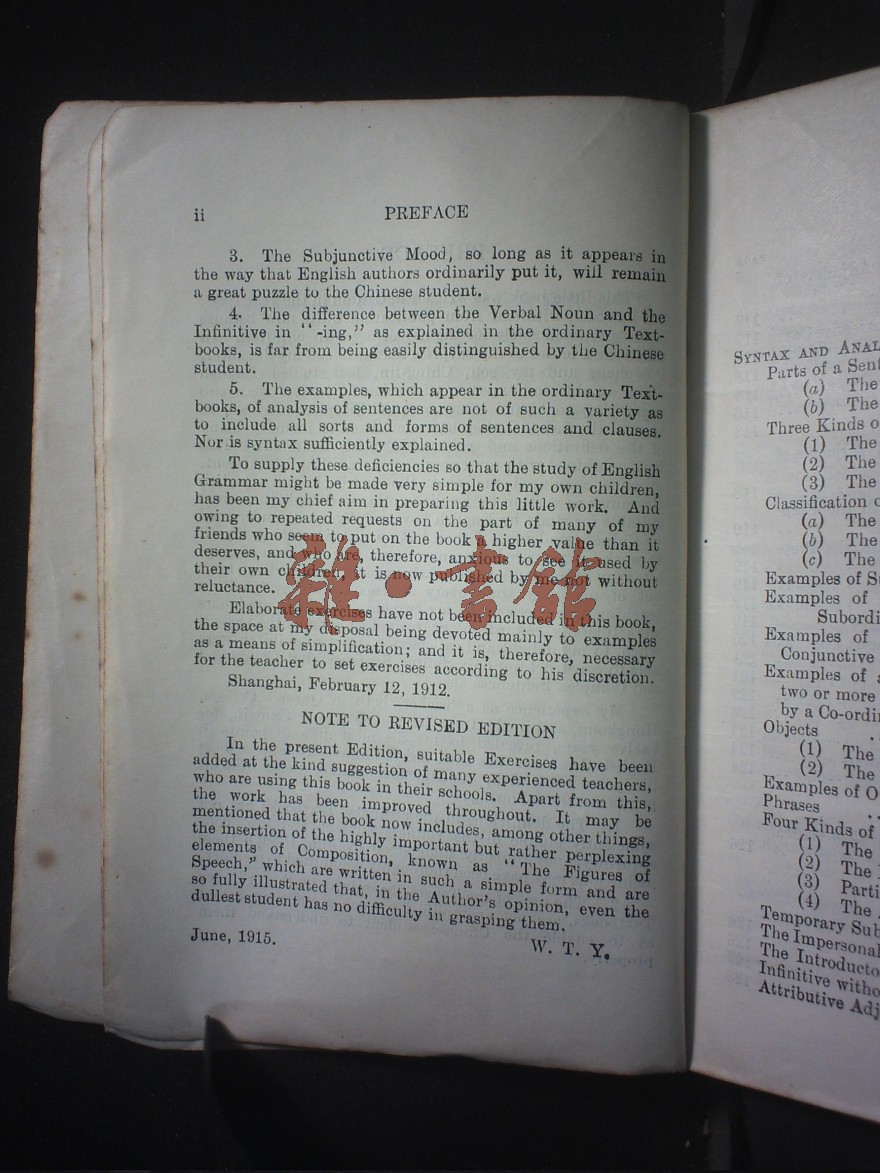 ii PREFACE
3. The Subjunctive Mood, so long as it appears in
the way that English authors ordinarily put it, will remain
a great puzzle to the Chinese student.
4. The difference between the Verbal Noun and the
Infinitive in "-ing," as explained in the ordinary Text-
books, is far from being easily distinguished by the Chinese
student.
5. The examples, which appear in the ordinary Text-
books, of analysis of sentences are not of such a variety as
to include all sorts and forms of sentences and clauses.
Nor is syntax sufficiently explained.
To supply these deficiencies so that the study of English
Grammar might be made very simple for my own children,
has been my chief aim in preparing this little work. And
owing to repeated requests on the part of many of my
friends who seem to put on the book a higher value than it
deserves, and who are, therefore, anxious to see it used by
their own children, it is now published by me not without
reluctance.
Elaborate exercises have not been included in this book,
the space at my disposal being devoted mainly to examples
as a means of simplification; and it is, therefore, necessary
for the teacher to set exercises according to his discretion.
Shanghai, February 12, 1912.
NOTE TO REVISED EDITION
In the present Edition, suitable Exercises have been
added at the kind suggestion of many experienced teachers,
who are using this book in their schools. Apart from this,
the work has been improved throughout. It may be
mentioned that the book now includes, among other things,
the insertion of the highly important but rather perplexing
elements of Composition, known as "The Figures of
Speech," which are written in such a simple form and are
so fully illustrated that, in the Author's opinion, even the
dullest student has no difficulty in grasping them.
June, 1915. W. T. Y.
雜·書館
SYNTAX AND ANAL
Parts of a Sent
(a) The
(b) The
Three Kinds o
(1) The
(2) The
(3) The
Classification o
(a) The
(b) The
(c) The
Examples of S
Examples of
Subordi
Examples of
Conjunctive
Examples of a
two or more
by a Co-ordi
Objects
(1) The
(2) The
Examples of O
Phrases
Four Kinds of
(1) The
(2) The
(3) Parti
(4) The
Temporary Sub
The Impersonal
The Introducto
Infinitive witho
Attributive Adj